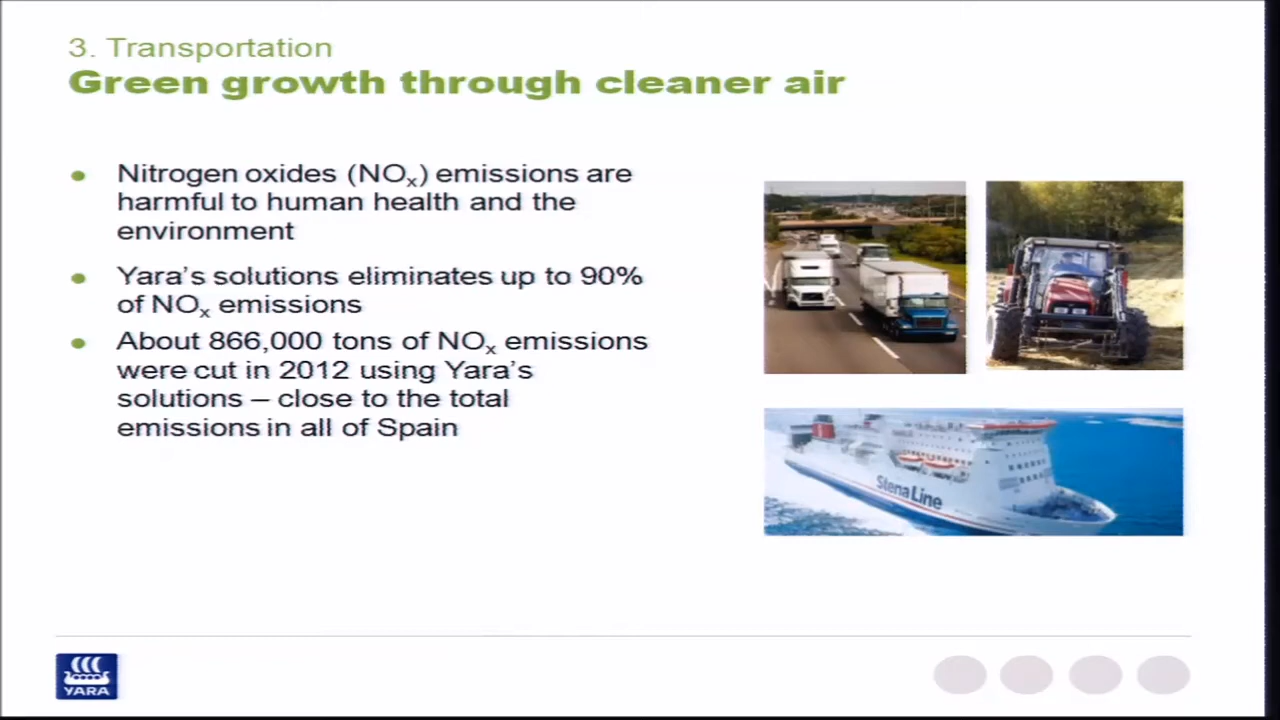 3. Transportation
Green growth through cleaner air
Nitrogen oxides (NOx) emissions are
harmful to human health and the
environment
Yara's solutions eliminates up to 90%
of NOx emissions
About 866,000 tons of NOx emissions
were cut in 2012 using Yara's
solutions – close to the total
emissions in all of Spain
Stena Line
YARA